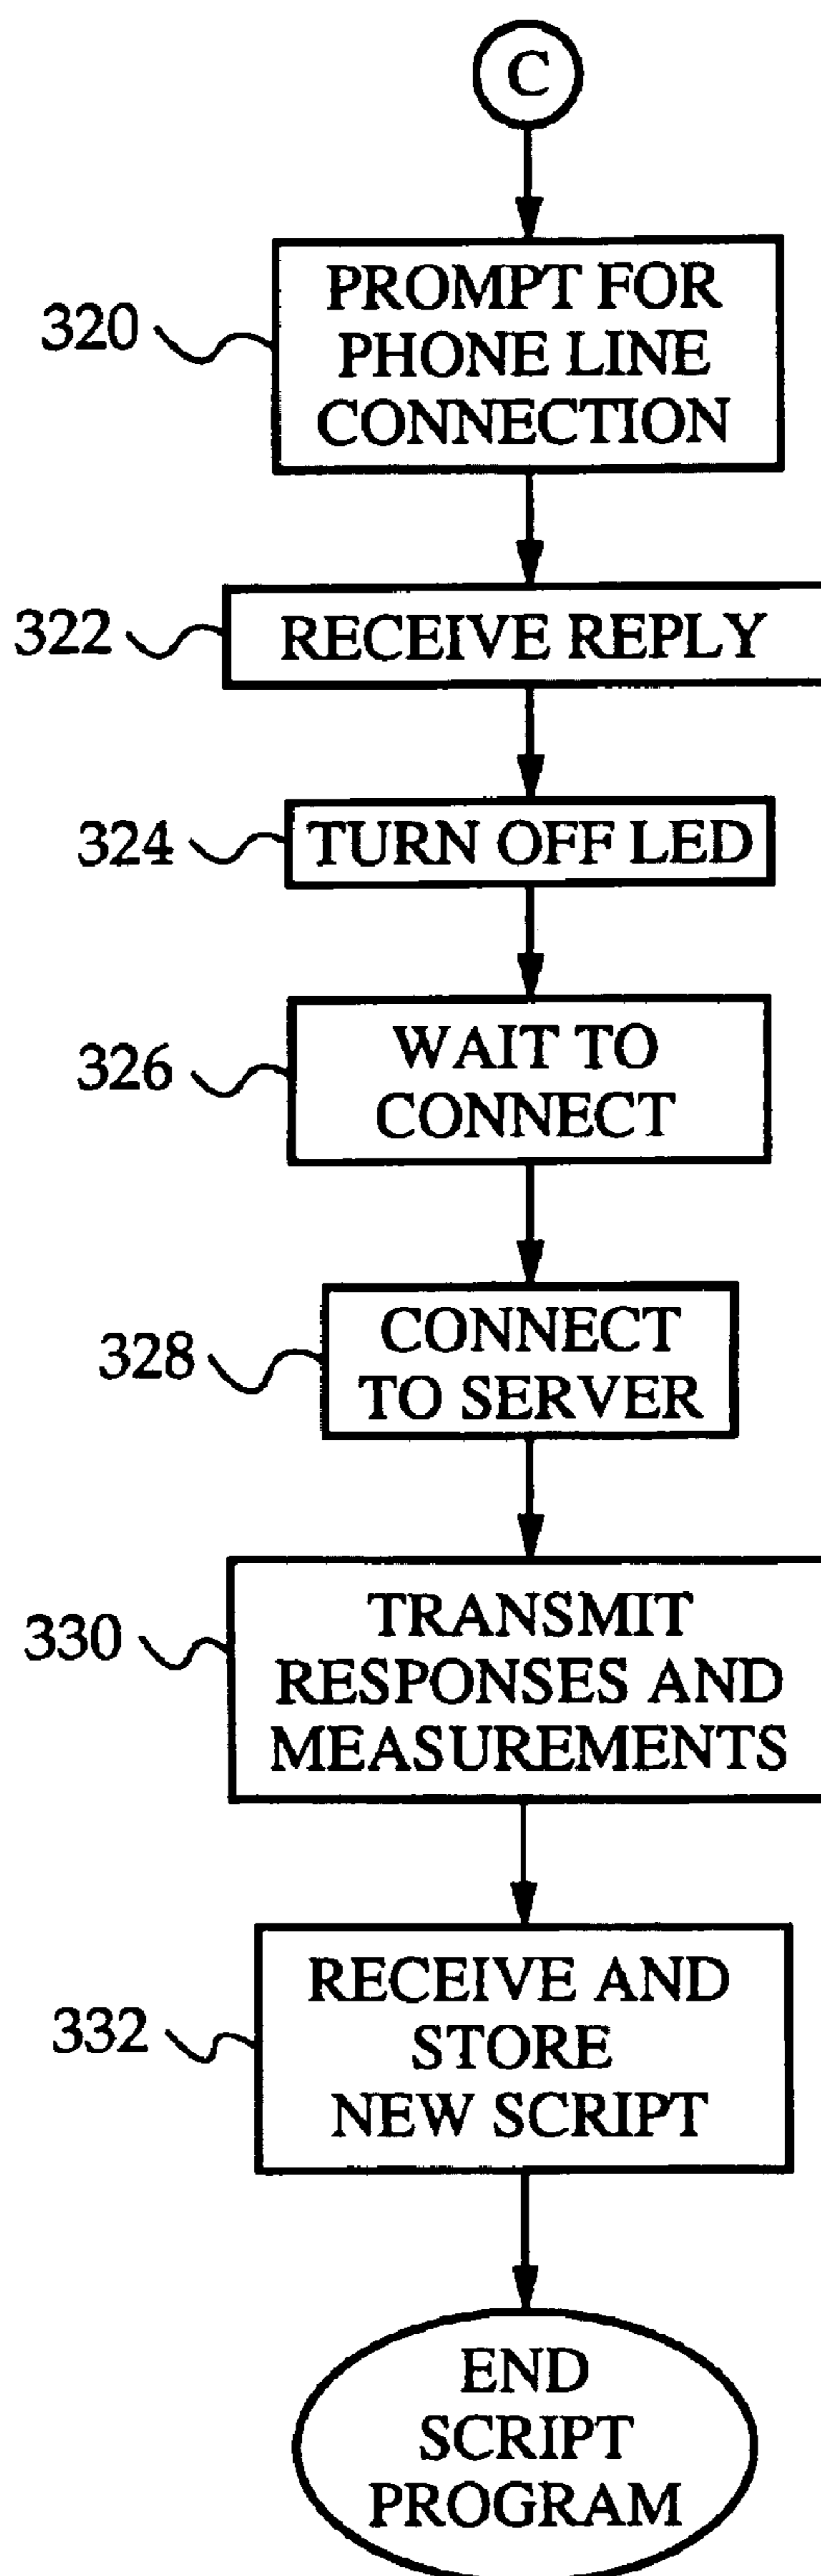 C
320
PROMPT FOR
PHONE LINE
CONNECTION
322
RECEIVE REPLY
324
TURN OFF LED
326
WAIT TO
CONNECT
328
CONNECT
TO SERVER
330
TRANSMIT
RESPONSES AND
MEASUREMENTS
332
RECEIVE AND
STORE
NEW SCRIPT
END
SCRIPT
PROGRAM